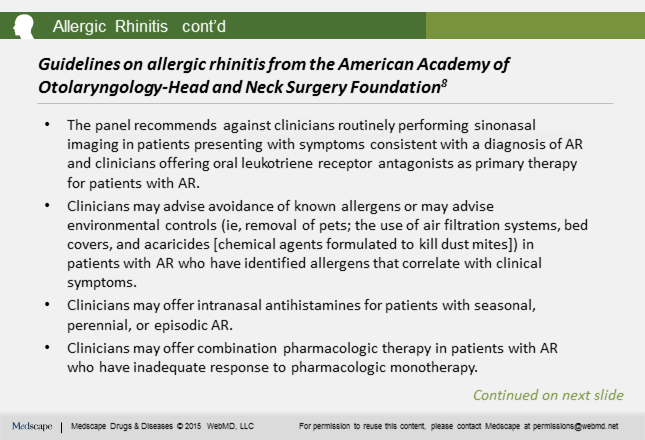 Allergic Rhinitis cont'd
Guidelines on allergic rhinitis from the American Academy of
Otolaryngology-Head and Neck Surgery Foundation8
• The panel recommends against clinicians routinely performing sinonasal
imaging in patients presenting with symptoms consistent with a diagnosis of AR
and clinicians offering oral leukotriene receptor antagonists as primary therapy
for patients with AR.
• Clinicians may advise avoidance of known allergens or may advise
environmental controls (ie, removal of pets; the use of air filtration systems, bed
covers, and acaricides [chemical agents formulated to kill dust mites]) in
patients with AR who have identified allergens that correlate with clinical
symptoms.
• Clinicians may offer intranasal antihistamines for patients with seasonal,
perennial, or episodic AR.
• Clinicians may offer combination pharmacologic therapy in patients with AR
who have inadequate response to pharmacologic monotherapy.
Continued on next slide
Medscape | Medscape Drugs & Diseases © 2015 WebMD, LLC For permission to reuse this content, please contact Medscape at permissions@webmd.net